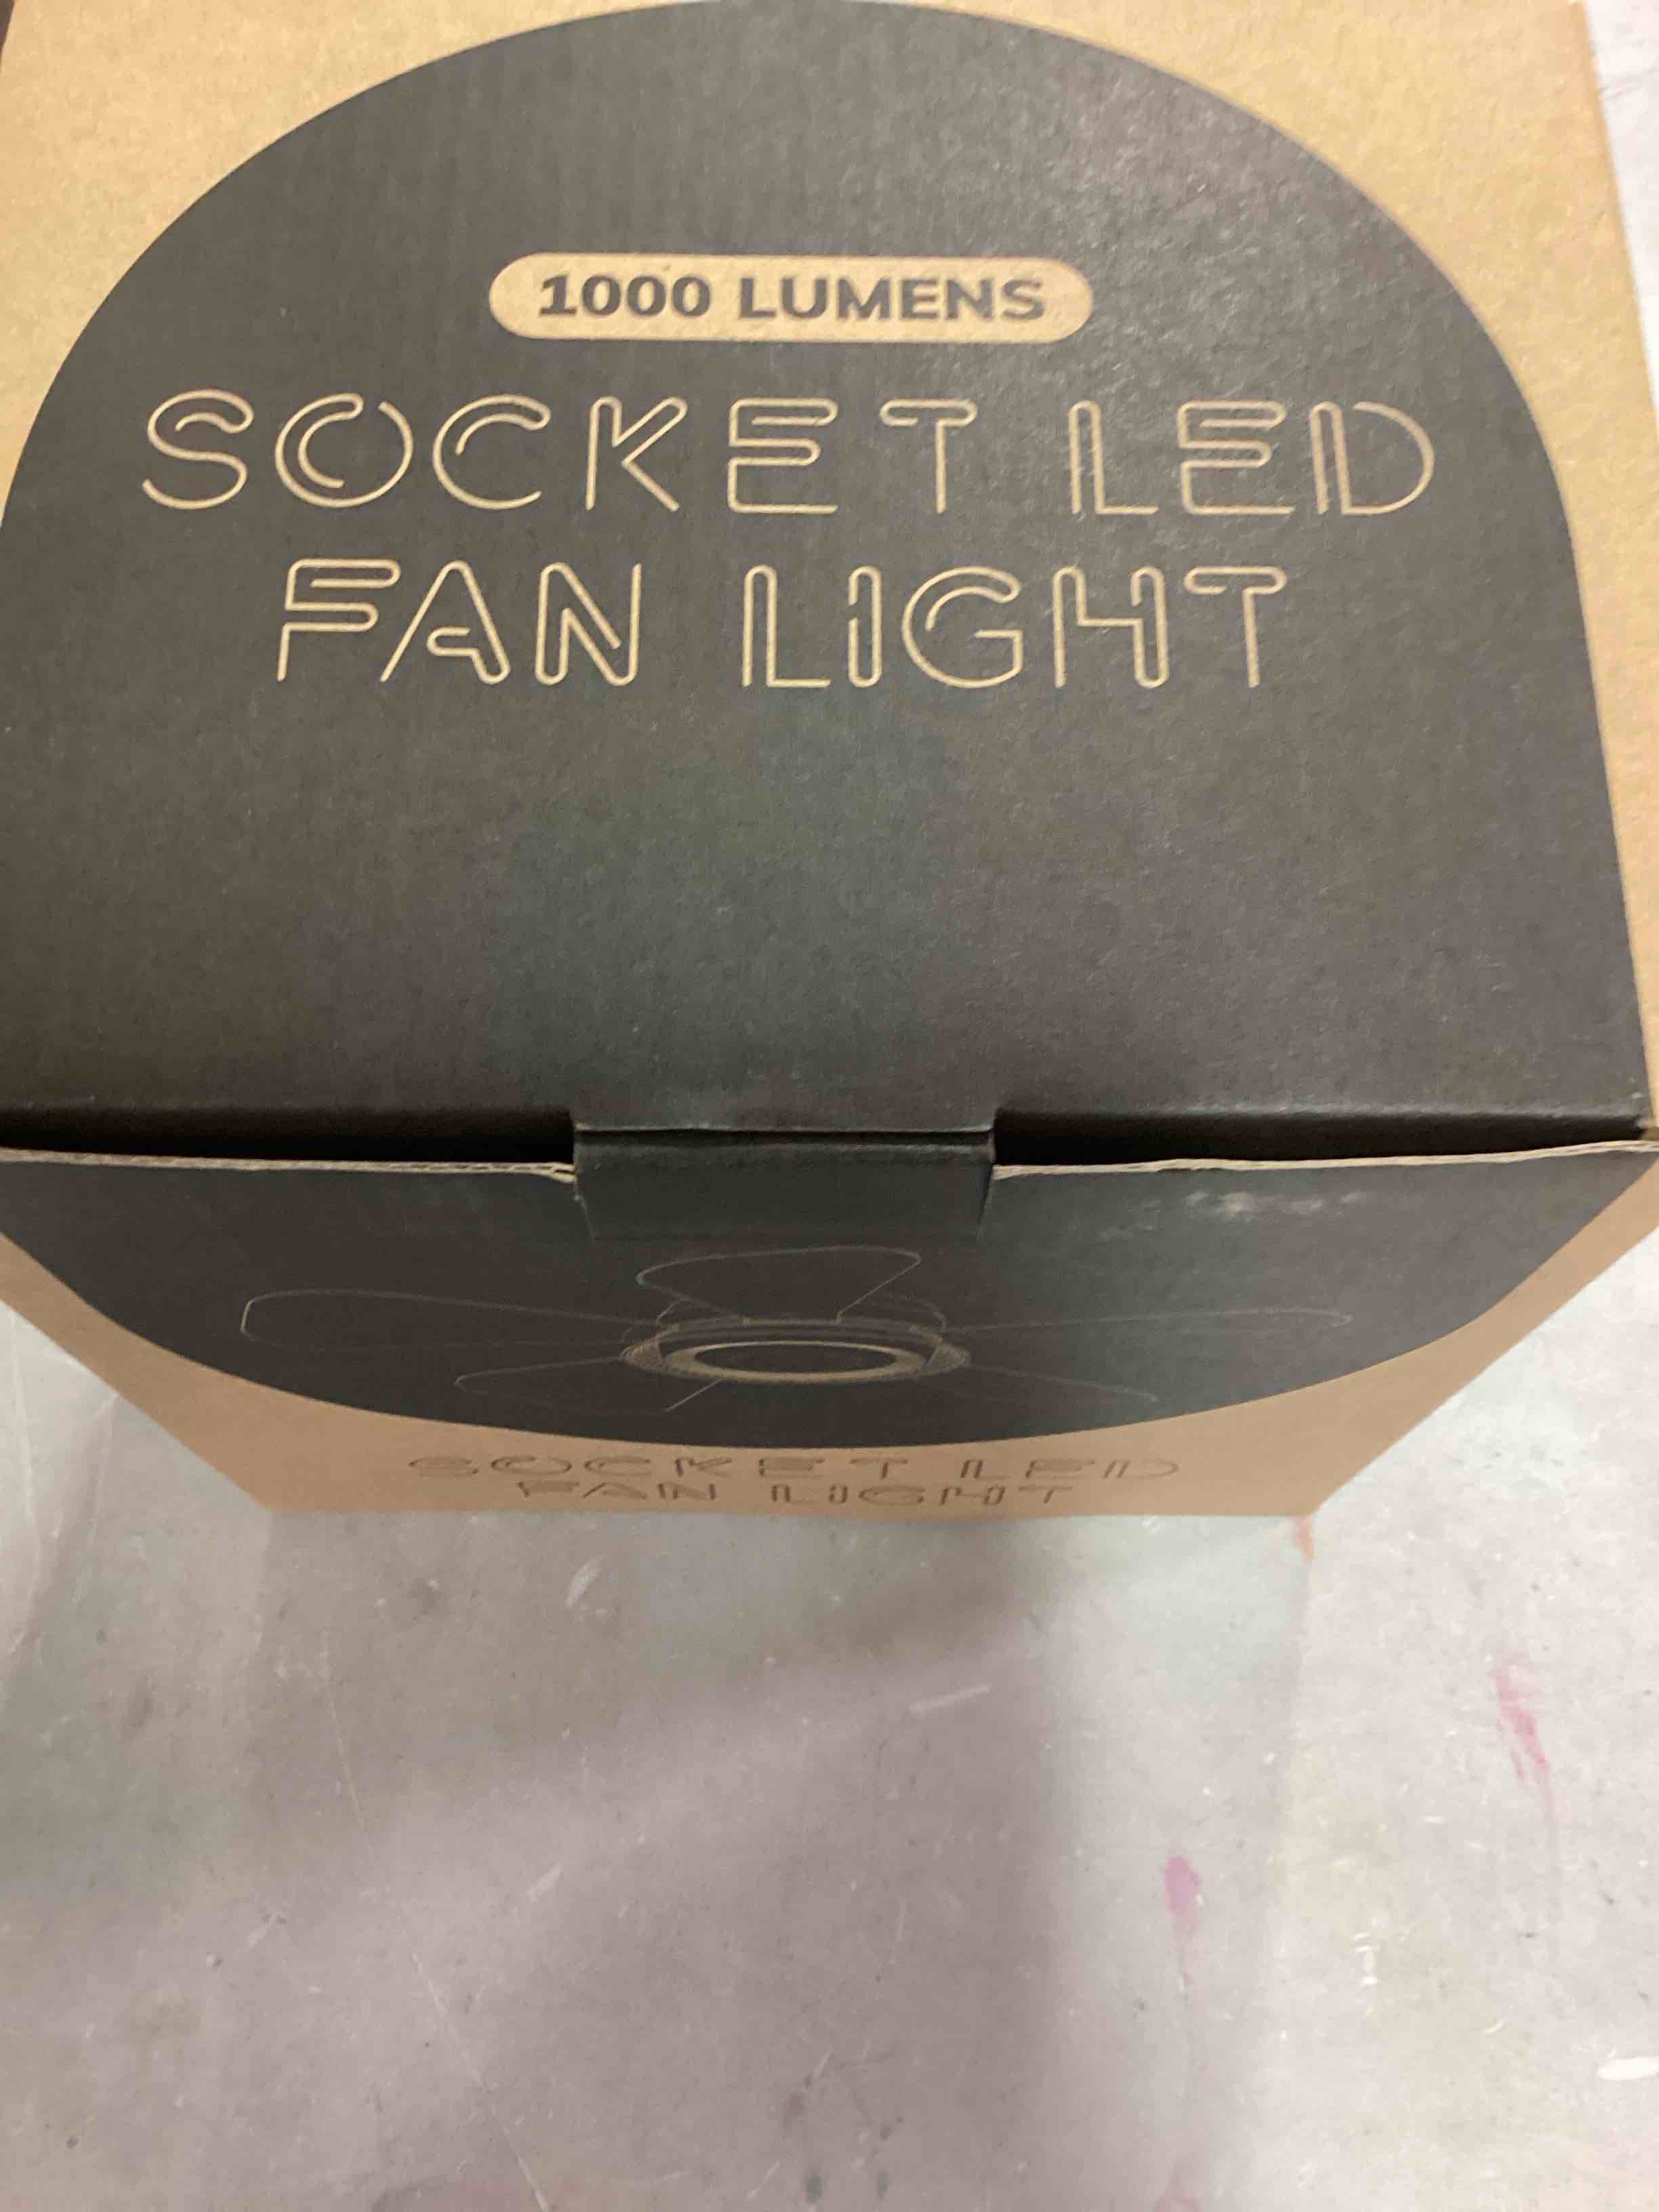 1000 LUMENS
SOCKET LED
FAN LIGHT
SOCKET LED
FAN LIGHT